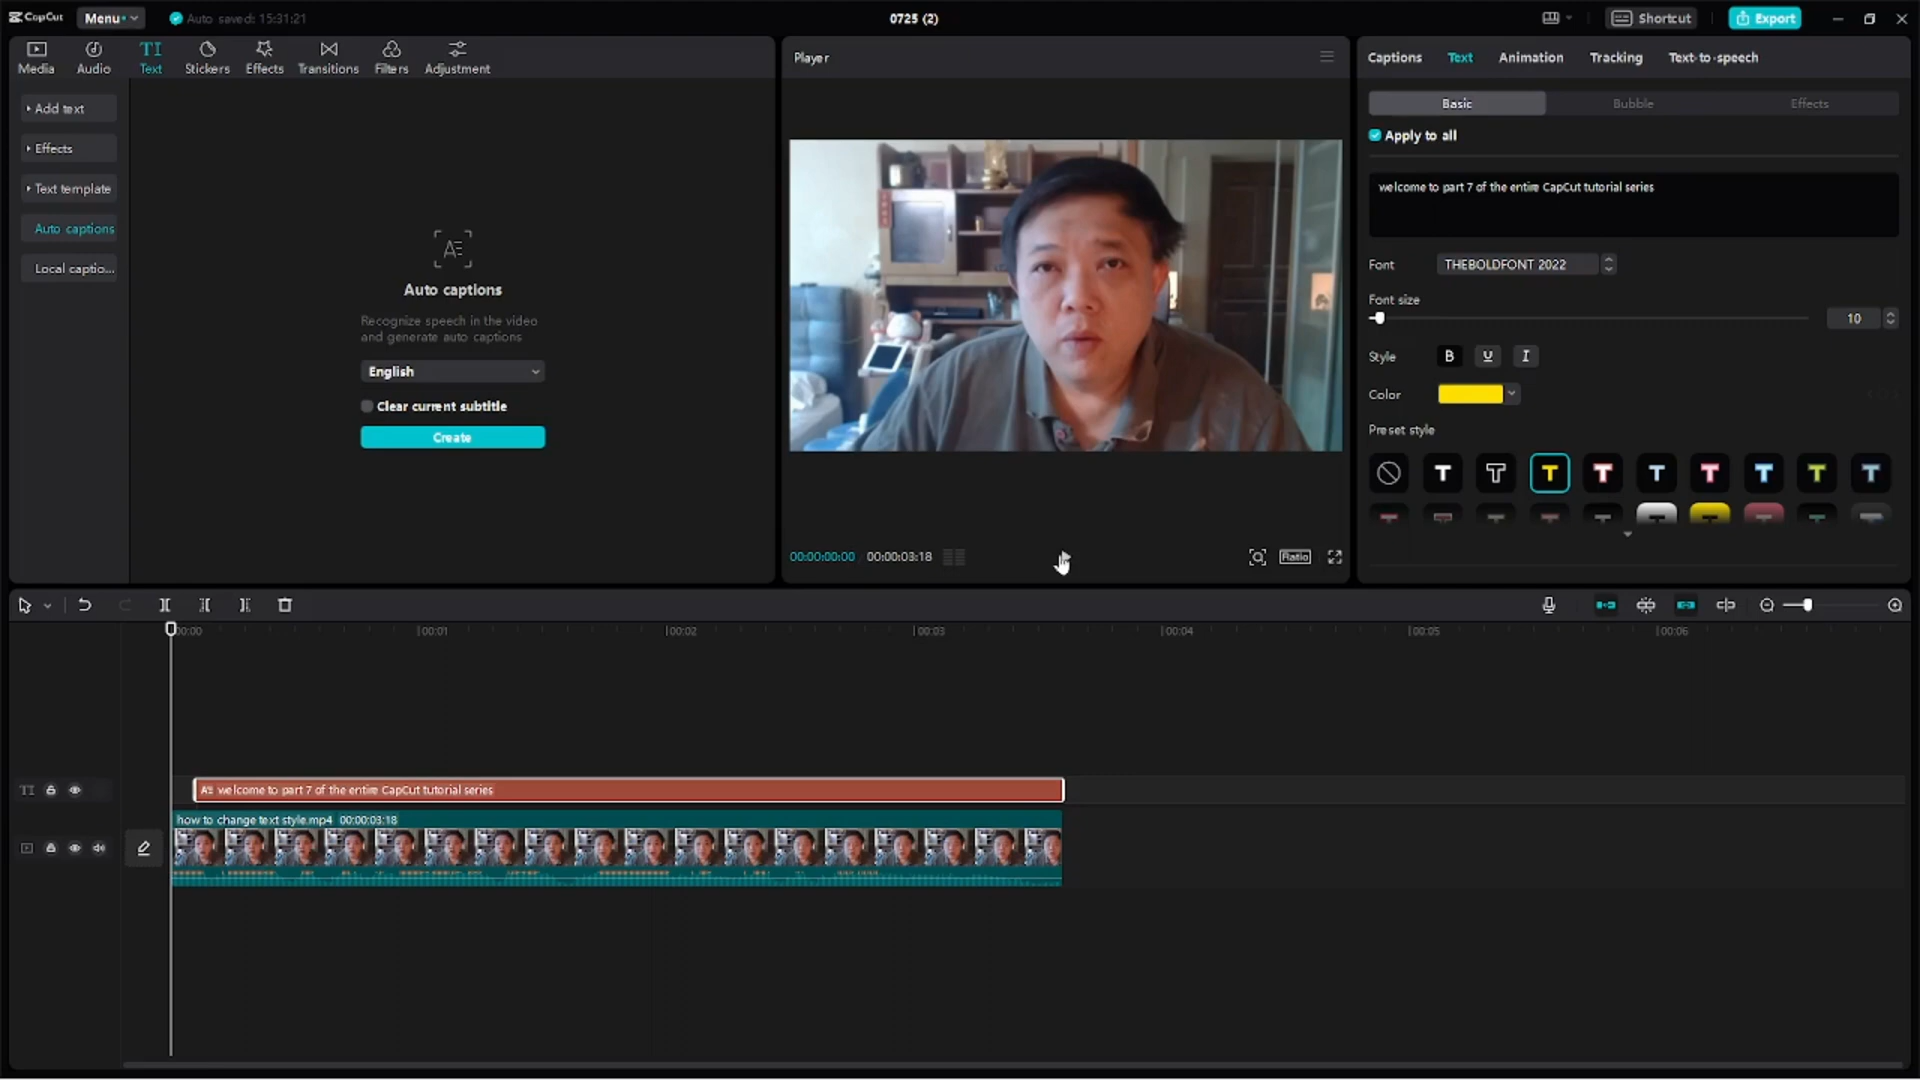 CapCut
Menu
Auto saved: 15:31:21
0725 (2)
Shortcut
Export
Media
Audio
TI
Text
Stickers
Effects
Transitions
Filters
Adjustment
Add text
Effects
Text template
Auto captions
Local captio...
Auto captions
Recognize speech in the video
and generate auto captions
English
Clear current subtitle
Create
Player
00:00:00:00
00:00:03:18
Ratio
Captions
Text
Animation
Tracking
Text-to-speech
Basic
Bubble
Effects
Apply to all
welcome to part 7 of the entire CapCut tutorial series
Font
THEBOLDFONT 2022
Font size
10
Style
B U I
Color
Preset style
T T T T T T T T T
00:00
00:01
00:02
00:03
00:04
00:05
00:06
TI
welcome to part 7 of the entire CapCut tutorial series
how to change text style.mp4 00:00:03:18